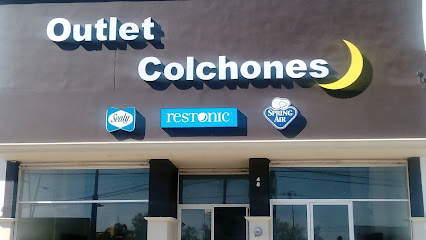 Outlet
Colchones
Sealy
RESTONIC
SPRING
AIR